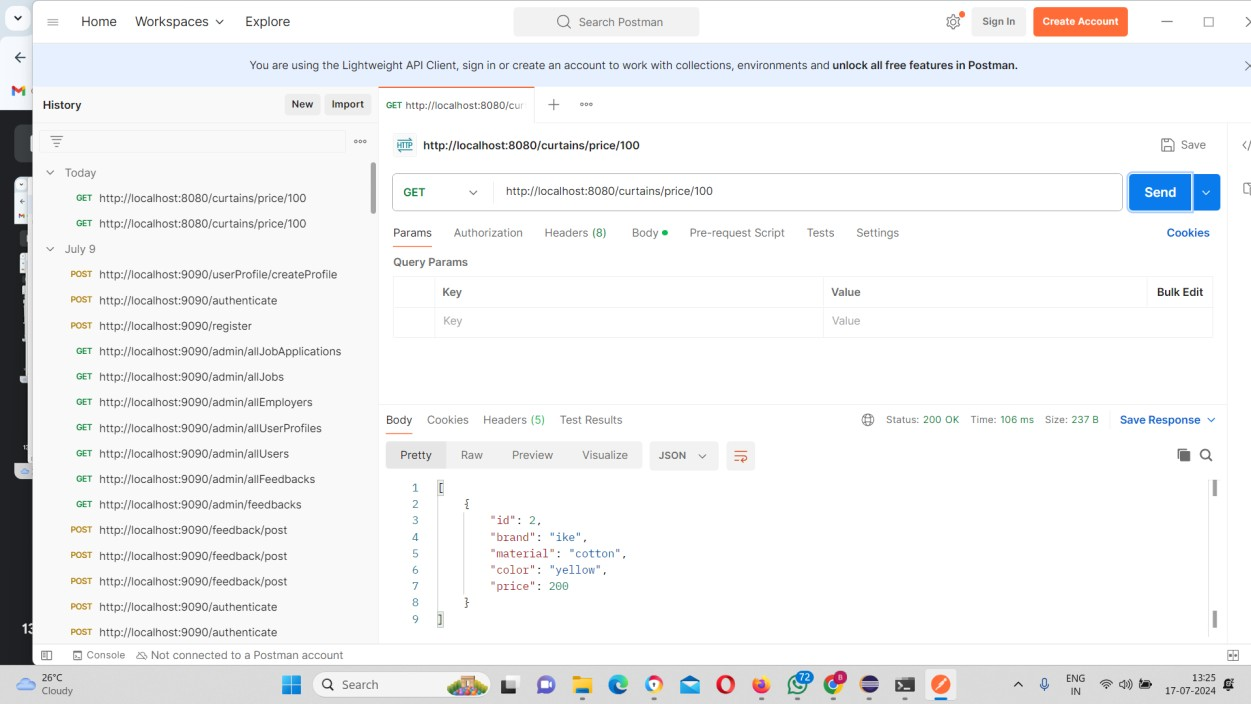 Home Workspaces Explore Search Postman Sign In Create Account
You are using the Lightweight API Client, sign in or create an account to work with collections, environments and unlock all free features in Postman.
History New Import
GET http://localhost:8080/cur
HTTP http://localhost:8080/curtains/price/100 Save
Today
GET http://localhost:8080/curtains/price/100
GET http://localhost:8080/curtains/price/100
July 9
POST http://localhost:9090/userProfile/createProfile
POST http://localhost:9090/authenticate
POST http://localhost:9090/register
GET http://localhost:9090/admin/allJobApplications
GET http://localhost:9090/admin/allJobs
GET http://localhost:9090/admin/allEmployers
GET http://localhost:9090/admin/allUserProfiles
GET http://localhost:9090/admin/allUsers
GET http://localhost:9090/admin/allFeedbacks
GET http://localhost:9090/admin/feedbacks
POST http://localhost:9090/feedback/post
POST http://localhost:9090/feedback/post
POST http://localhost:9090/feedback/post
POST http://localhost:9090/authenticate
POST http://localhost:9090/authenticate
GET http://localhost:8080/curtains/price/100 Send
Params Authorization Headers (8) Body Pre-request Script Tests Settings Cookies
Query Params
Key Value Bulk Edit
Key Value
Body Cookies Headers (5) Test Results Status: 200 OK Time: 106 ms Size: 237 B Save Response
Pretty Raw Preview Visualize JSON
1 [
2 {
3 "id": 2,
4 "brand": "ike",
5 "material": "cotton",
6 "color": "yellow",
7 "price": 200
8 }
9 ]
Console Not connected to a Postman account
26°C
Cloudy
Search
72
8
ENG
IN
13:25
17-07-2024